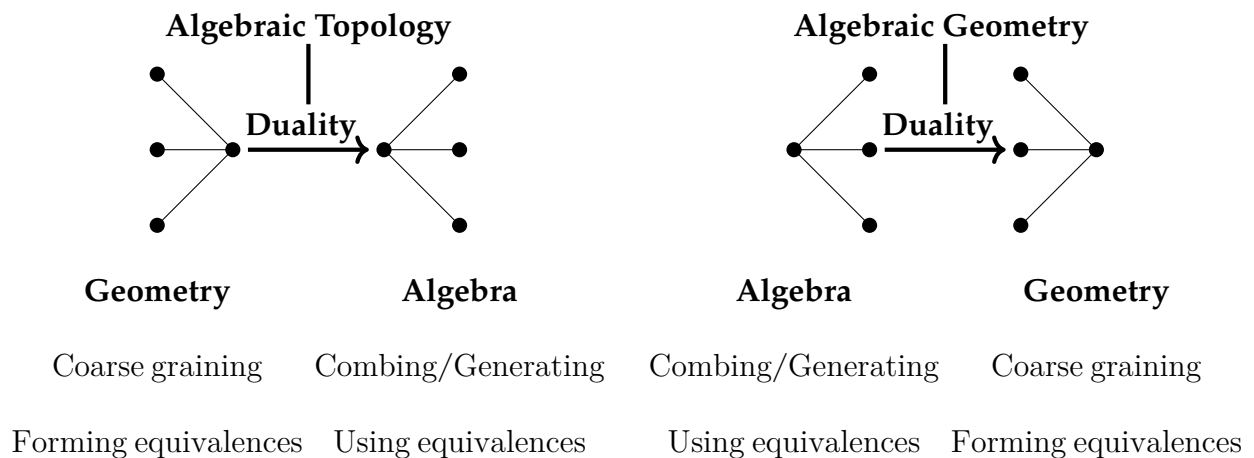 Algebraic Topology
Algebraic Geometry
Duality
Duality
Geometry
Algebra
Algebra
Geometry
Coarse graining
Combing/Generating
Combing/Generating
Coarse graining
Forming equivalences
Using equivalences
Using equivalences
Forming equivalences